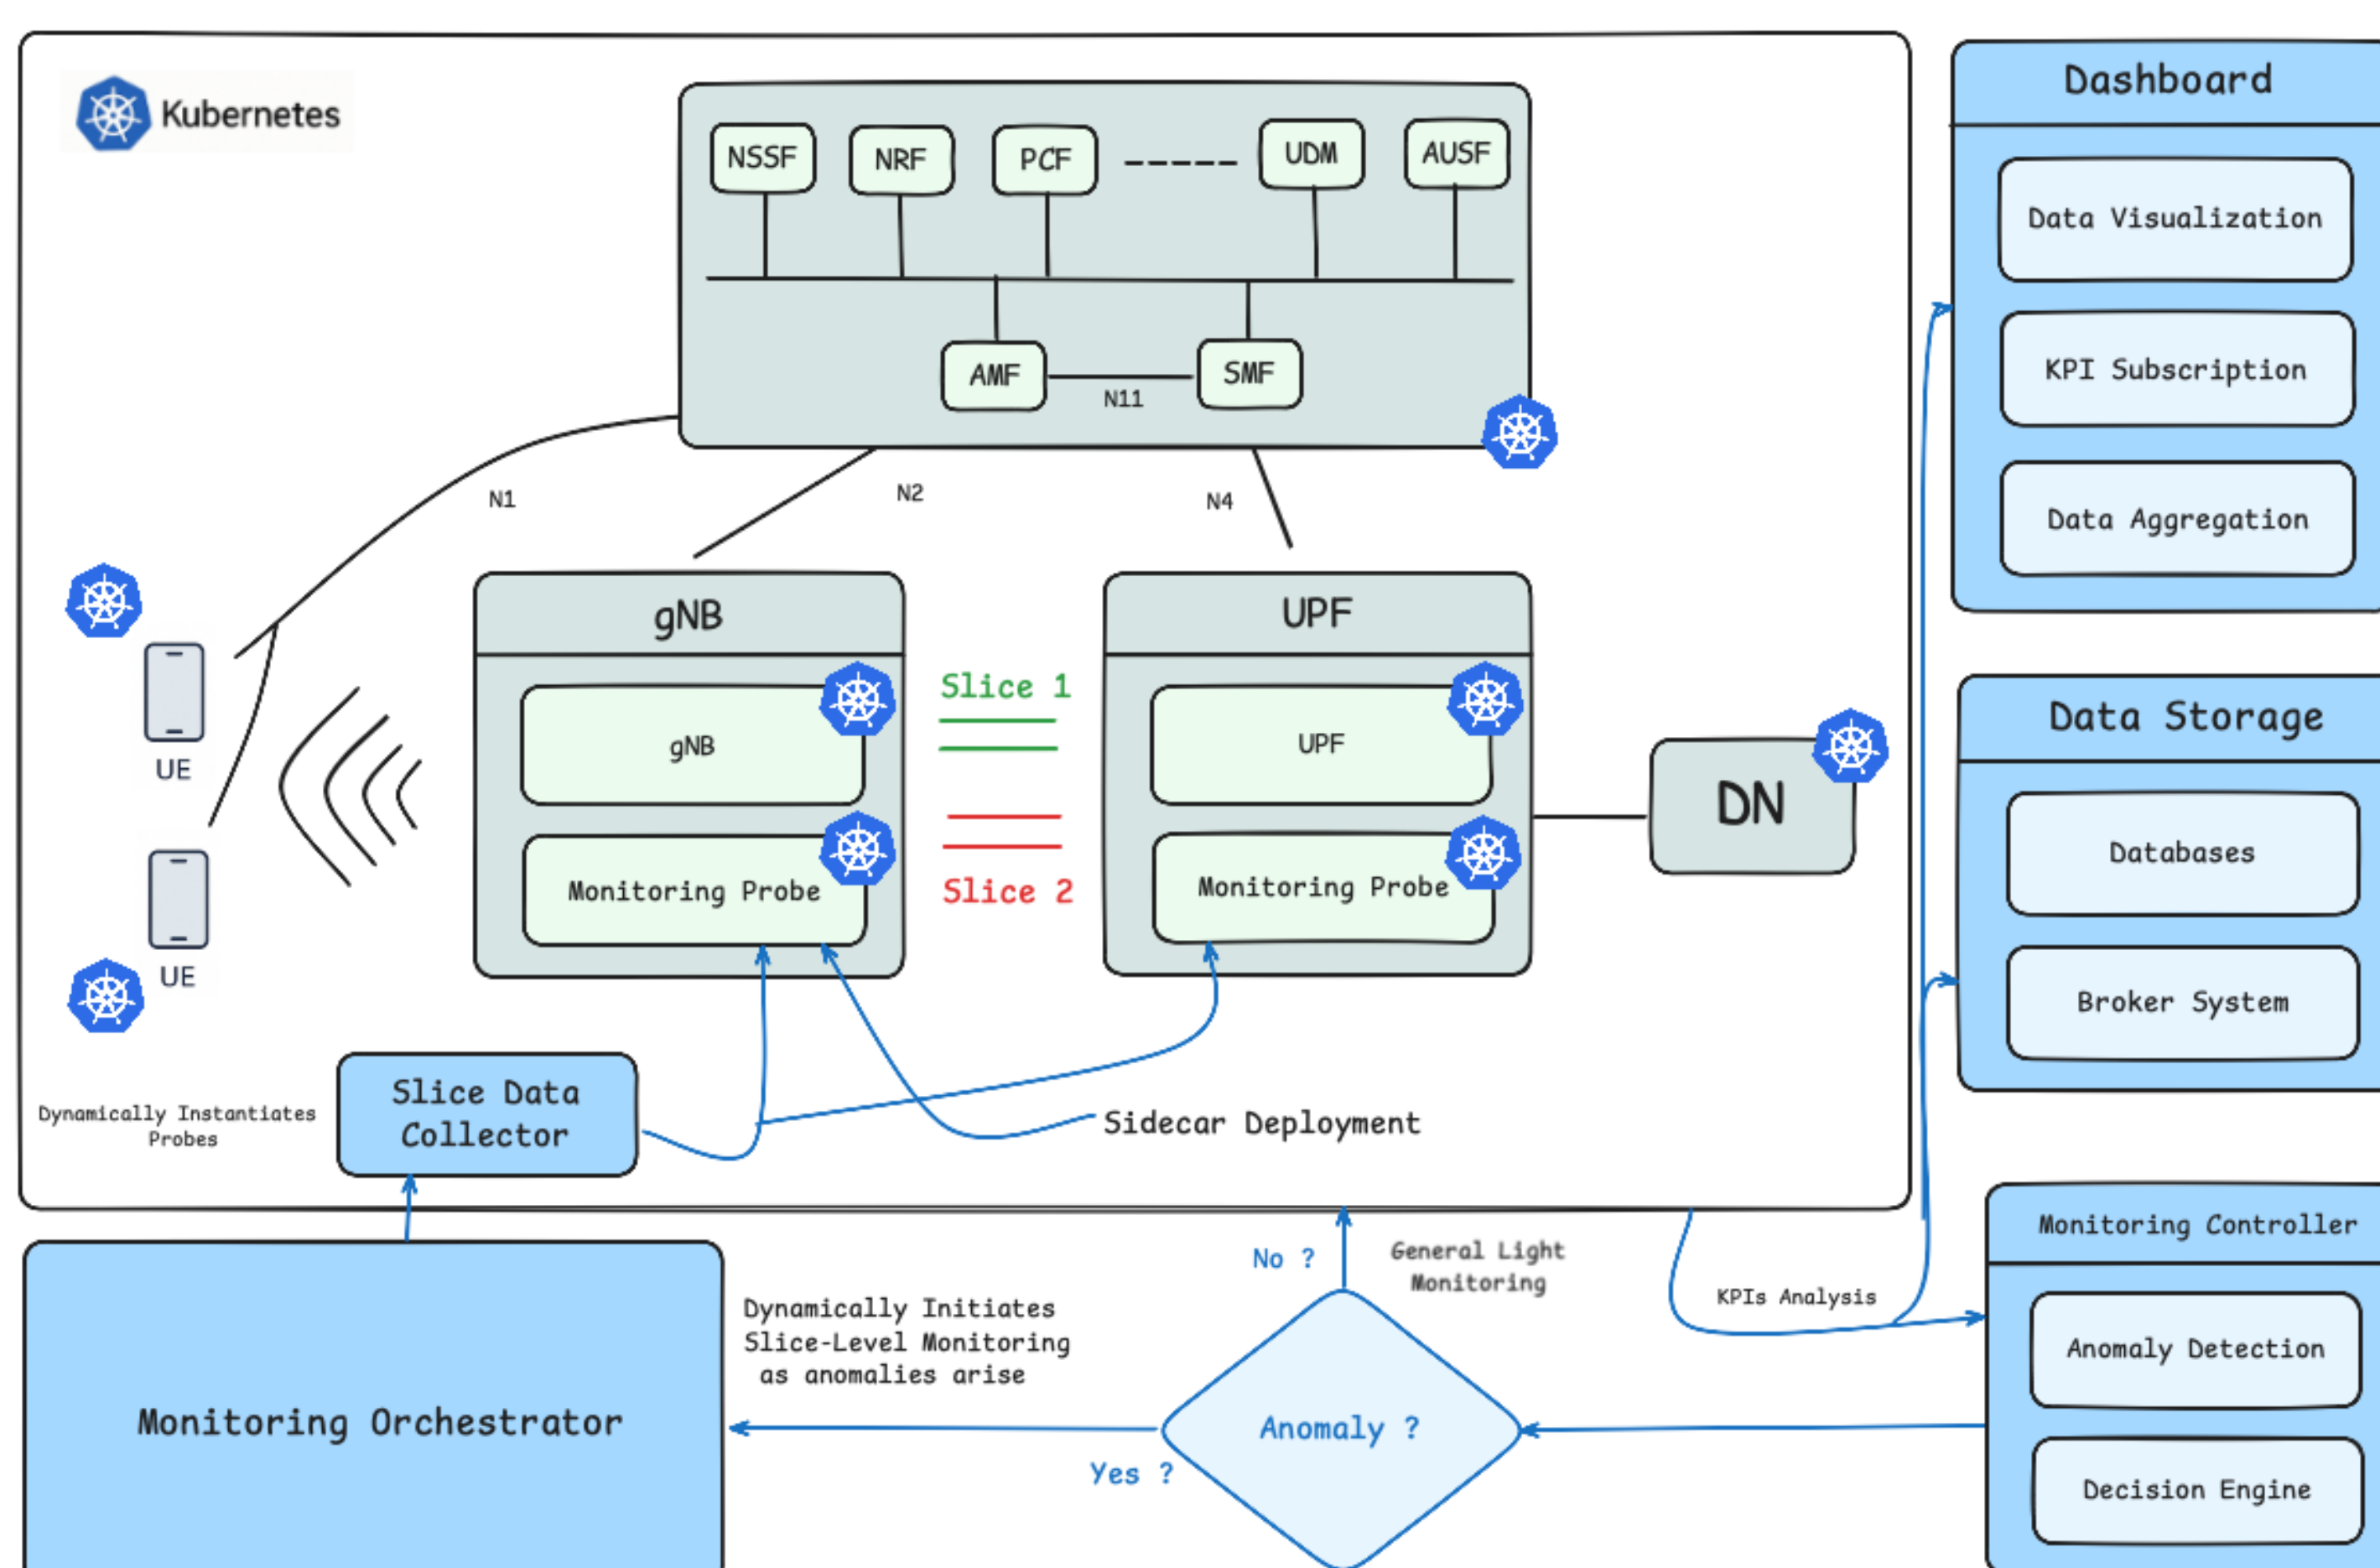 Kubernetes
NSSF
NRF
PCF
-----
UDM
AUSF
AMF
N11
SMF
N1
N2
N4
UE
UE
gNB
gNB
Monitoring Probe
Slice 1
Slice 2
UPF
UPF
Monitoring Probe
DN
Dynamically Instantiates
Probes
Slice Data
Collector
Sidecar Deployment
Dashboard
Data Visualization
KPI Subscription
Data Aggregation
Data Storage
Databases
Broker System
Monitoring Controller
Anomaly Detection
Decision Engine
KPIs Analysis
No ?
General Light
Monitoring
Anomaly ?
Yes ?
Dynamically Initiates
Slice-Level Monitoring
as anomalies arise
Monitoring Orchestrator